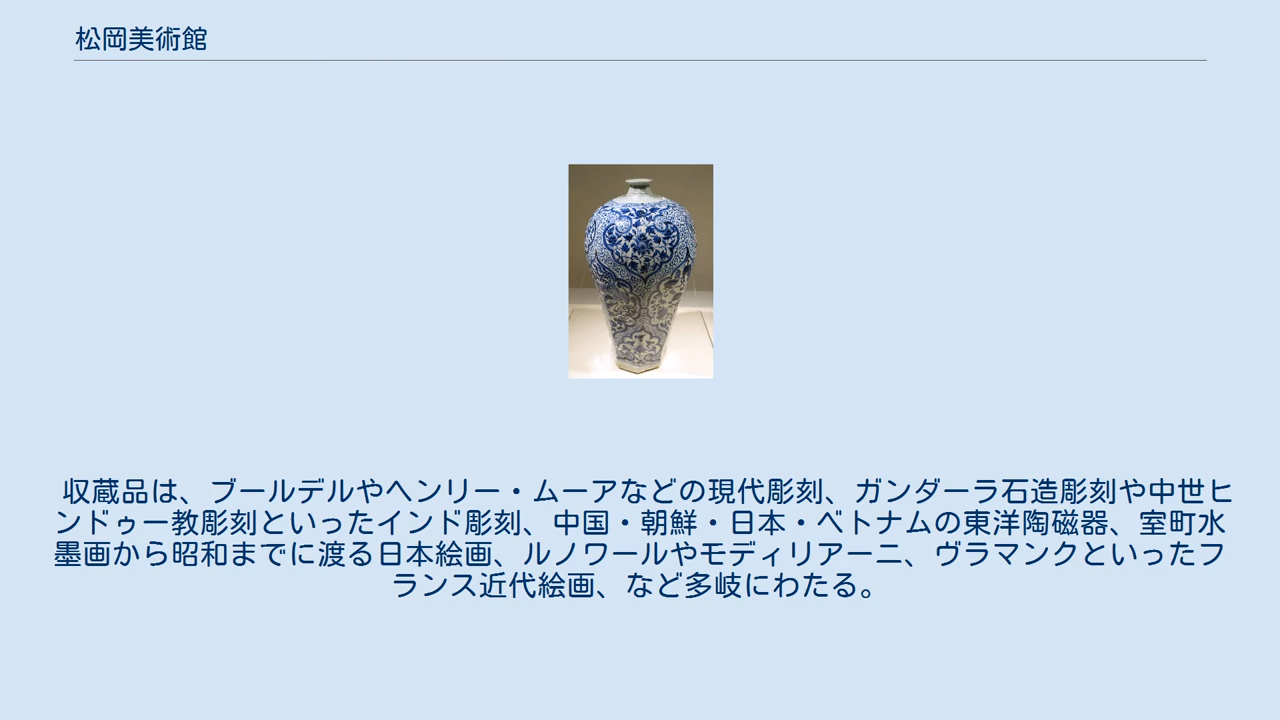 松岡美術館
収蔵品は、ブールデルやヘンリー・ムーアなどの現代彫刻、ガンダーラ石造彫刻や中世ヒ
ンドゥー教彫刻といったインド彫刻、中国・朝鮮・日本・ベトナムの東洋陶磁器、室町水
墨画から昭和までに渡る日本絵画、ルノワールやモディリアーニ、ヴラマンクといったフ
ランス近代絵画、など多岐にわたる。